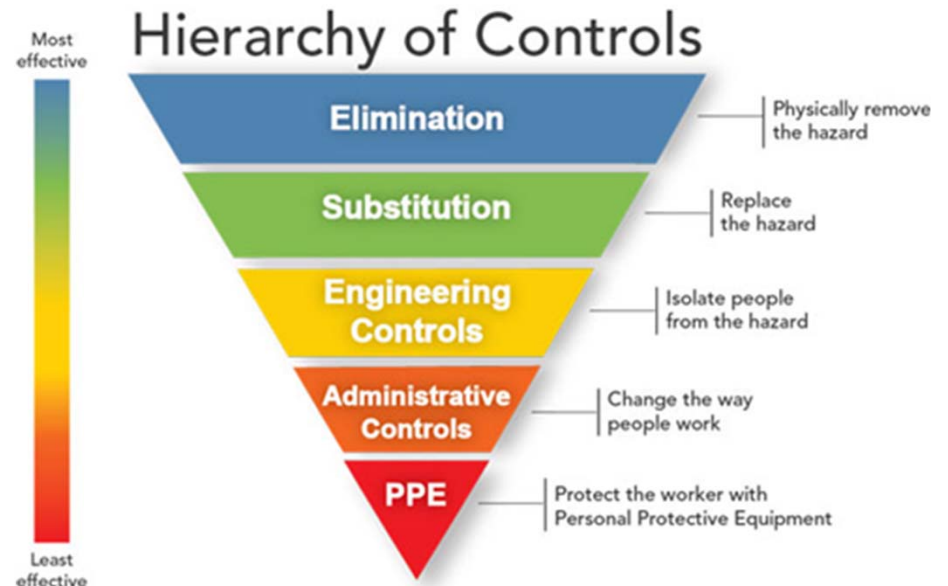 Hierarchy of Controls
Most
effective
Elimination
Physically remove
the hazard
Substitution
Replace
the hazard
Engineering
Controls
Isolate people
from the hazard
Administrative
Controls
Change the way
people work
PPE
Protect the worker with
Personal Protective Equipment
Least
effective